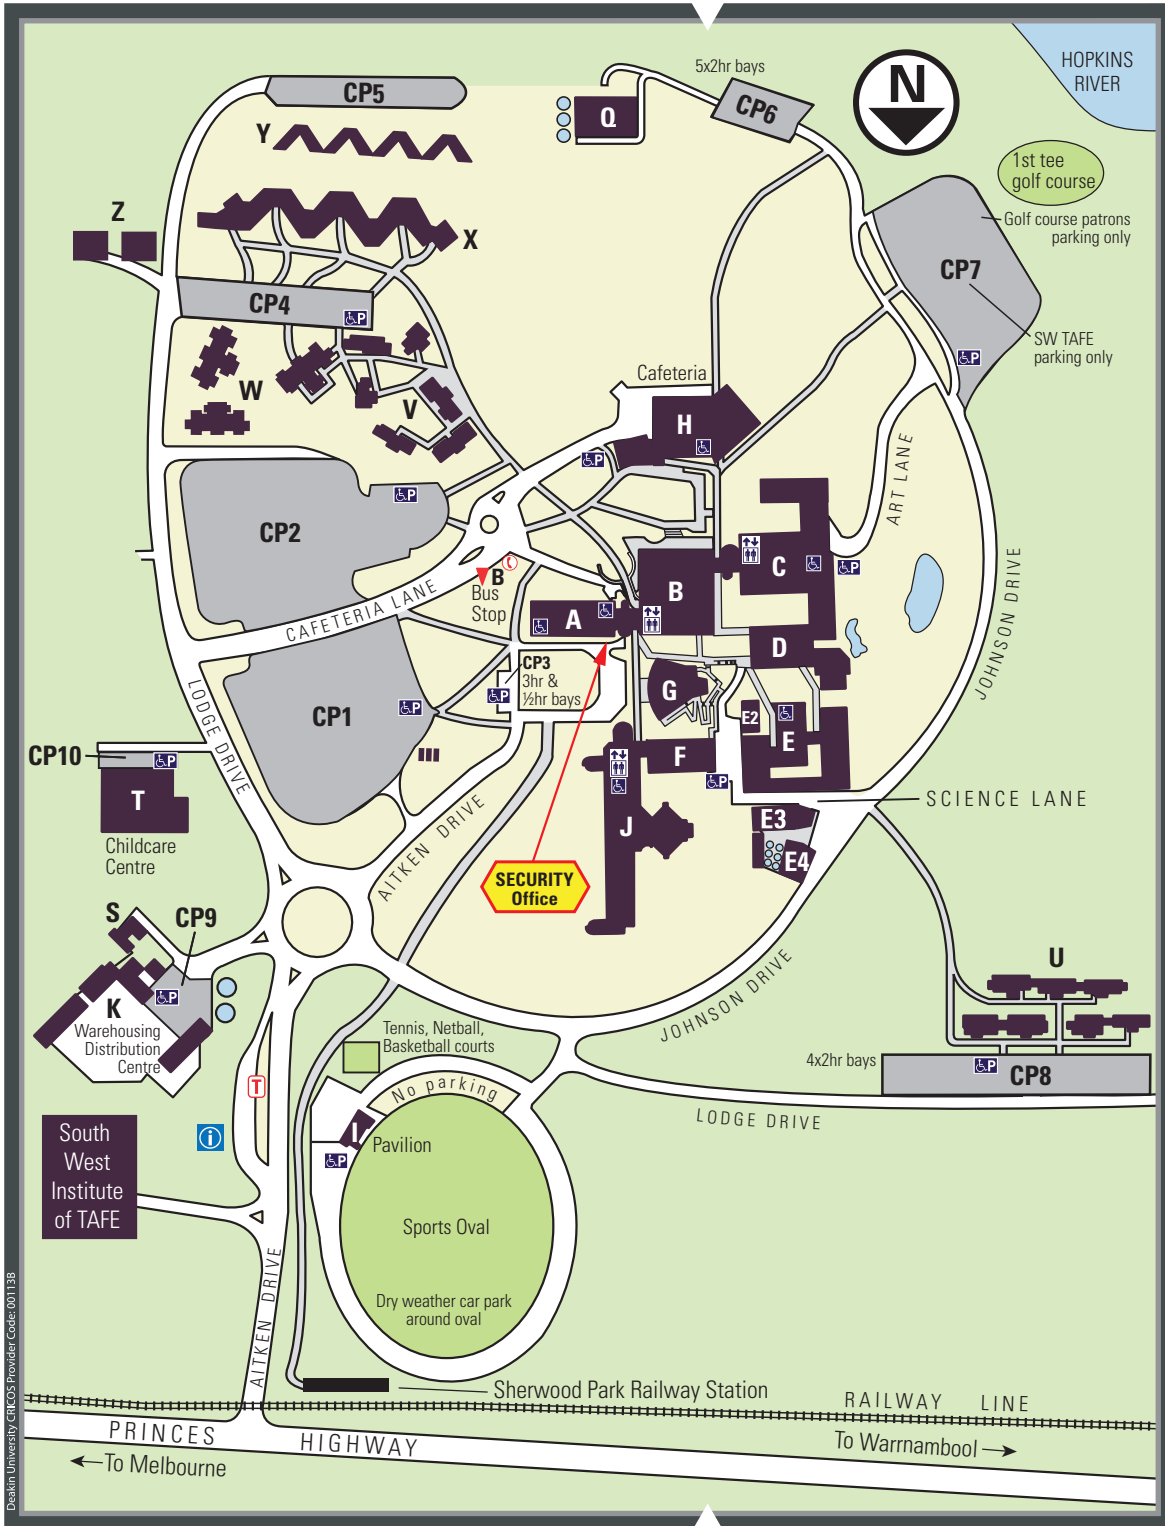 HOPKINS
RIVER
5x2hr bays
N
CP5
CP6
Q
Y
1st tee
golf course
Golf course patrons
parking only
Z
X
CP7
CP4
P
SW TAFE
parking only
P
Cafeteria
W
V
H
P
ART LANE
P
CP2
C
P
B
Bus
Stop
B
JOHNSON DRIVE
CAFETERIA LANE
A
D
CP3
3hr &
½hr bays
P
G
LODGE DRIVE
CP1
P
E2
E
CP10
P
F
P
T
SCIENCE LANE
E3
J
E4
Childcare
Centre
AITKEN DRIVE
SECURITY
Office
S
CP9
U
K
P
Warehousing
Distribution
Centre
JOHNSON DRIVE
Tennis, Netball,
Basketball courts
4x2hr bays
P
CP8
T
No parking
LODGE DRIVE
South
West
Institute
of TAFE
i
I
Pavilion
P
Sports Oval
AITKEN DRIVE
Dry weather car park
around oval
Sherwood Park Railway Station
RAILWAY LINE
PRINCES HIGHWAY
To Melbourne
To Warrnambool
Deakin University CRICOS Provider Code: 00113B